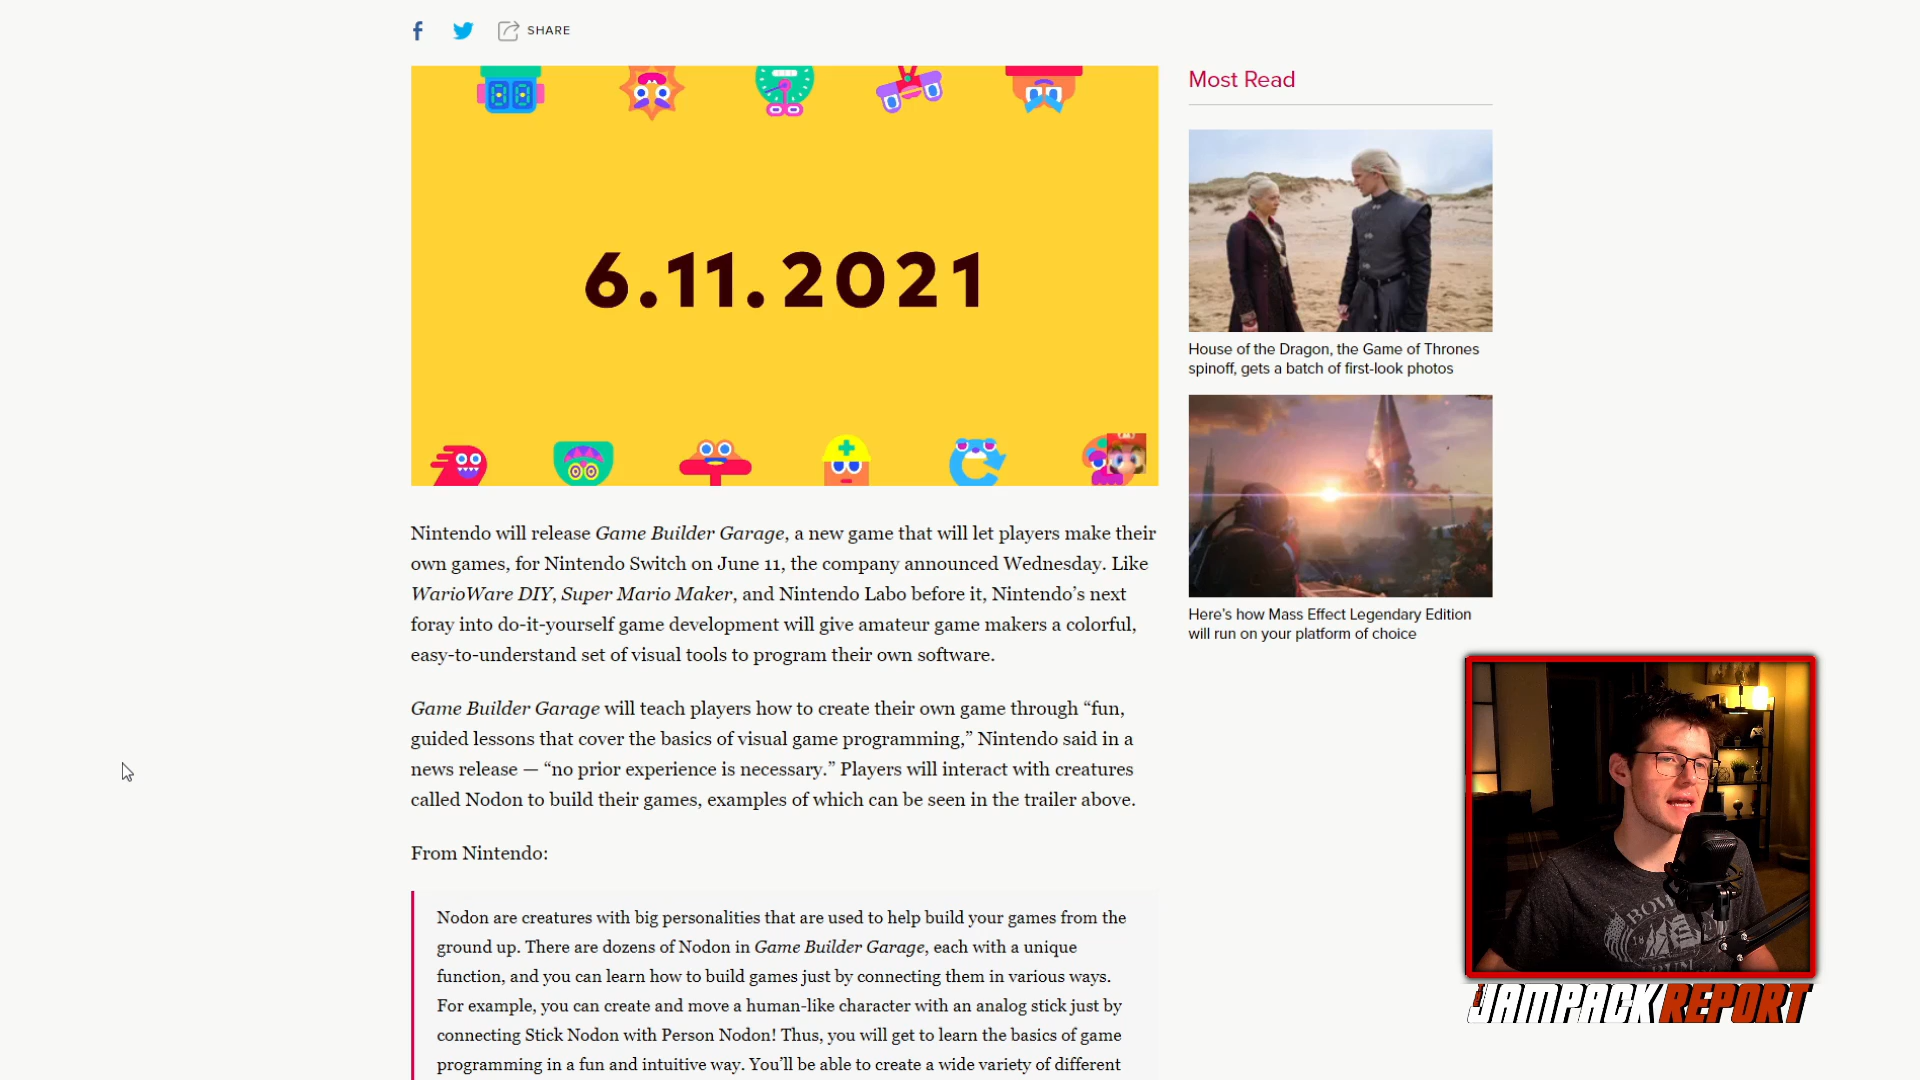 SHARE
6.11.2021
Nintendo will release Game Builder Garage, a new game that will let players make their
own games, for Nintendo Switch on June 11, the company announced Wednesday. Like
WarioWare DIY, Super Mario Maker, and Nintendo Labo before it, Nintendo’s next
foray into do-it-yourself game development will give amateur game makers a colorful,
easy-to-understand set of visual tools to program their own software.
Game Builder Garage will teach players how to create their own game through “fun,
guided lessons that cover the basics of visual game programming,” Nintendo said in a
news release — “no prior experience is necessary.” Players will interact with creatures
called Nodon to build their games, examples of which can be seen in the trailer above.
From Nintendo:
Nodon are creatures with big personalities that are used to help build your games from the
ground up. There are dozens of Nodon in Game Builder Garage, each with a unique
function, and you can learn how to build games just by connecting them in various ways.
For example, you can create and move a human-like character with an analog stick just by
connecting Stick Nodon with Person Nodon! Thus, you will get to learn the basics of game
programming in a fun and intuitive way. You’ll be able to create a wide variety of different
Most Read
House of the Dragon, the Game of Thrones
spinoff, gets a batch of first-look photos
Here’s how Mass Effect Legendary Edition
will run on your platform of choice
JAMPACK REPORT